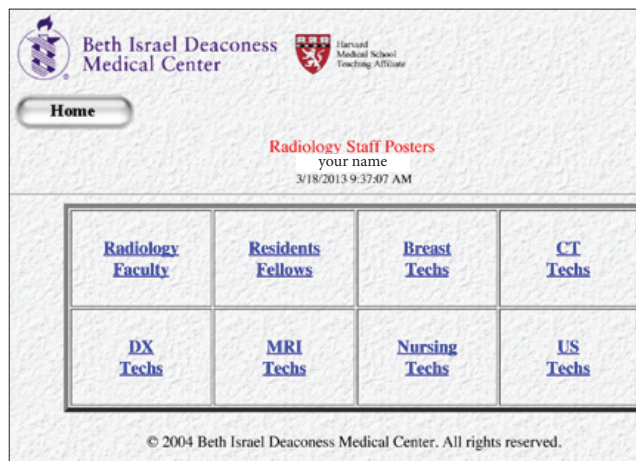 Beth Israel Deaconess
Medical Center
®
Harvard
Medical School
Teaching Affiliate
Home
Radiology Staff Posters
your name
3/18/2013 9:37:07 AM
Radiology
Faculty
Residents
Fellows
Breast
Techs
CT
Techs
DX
Techs
MRI
Techs
Nursing
Techs
US
Techs
© 2004 Beth Israel Deaconess Medical Center. All rights reserved.